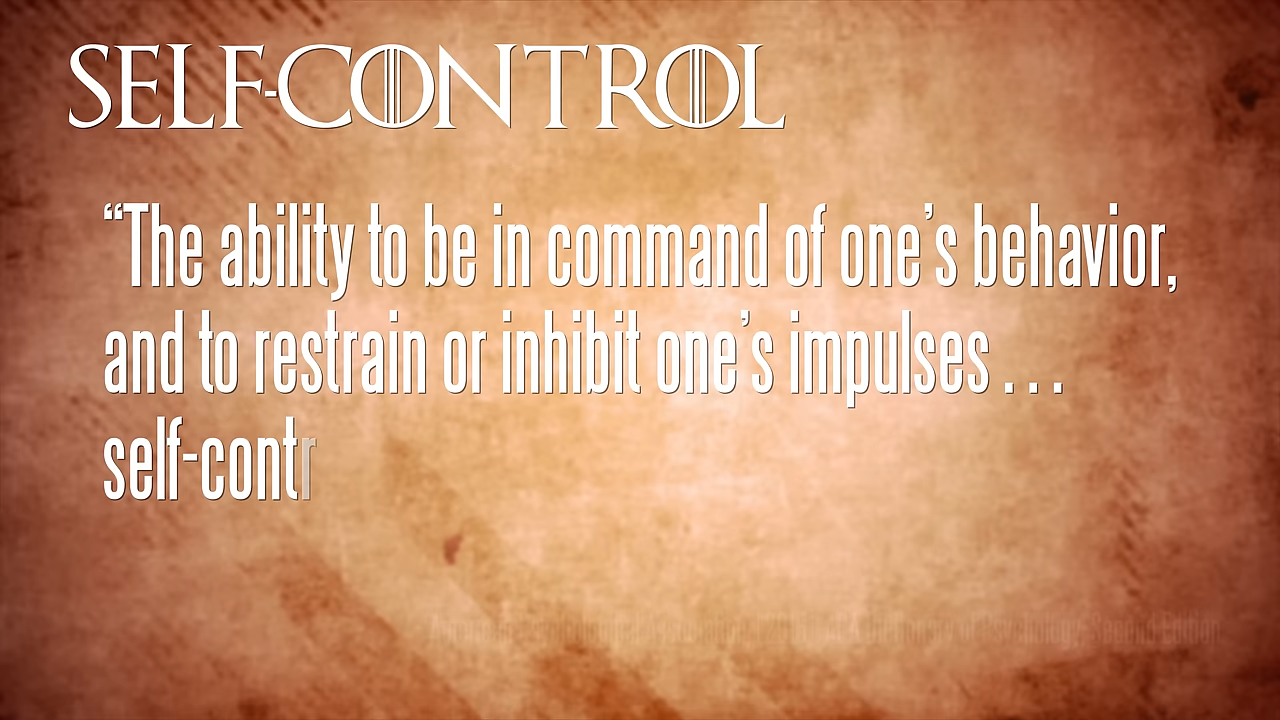 SELF-CONTROL
“The ability to be in command of one’s behavior,
and to restrain or inhibit one’s impulses . . .
self-contr